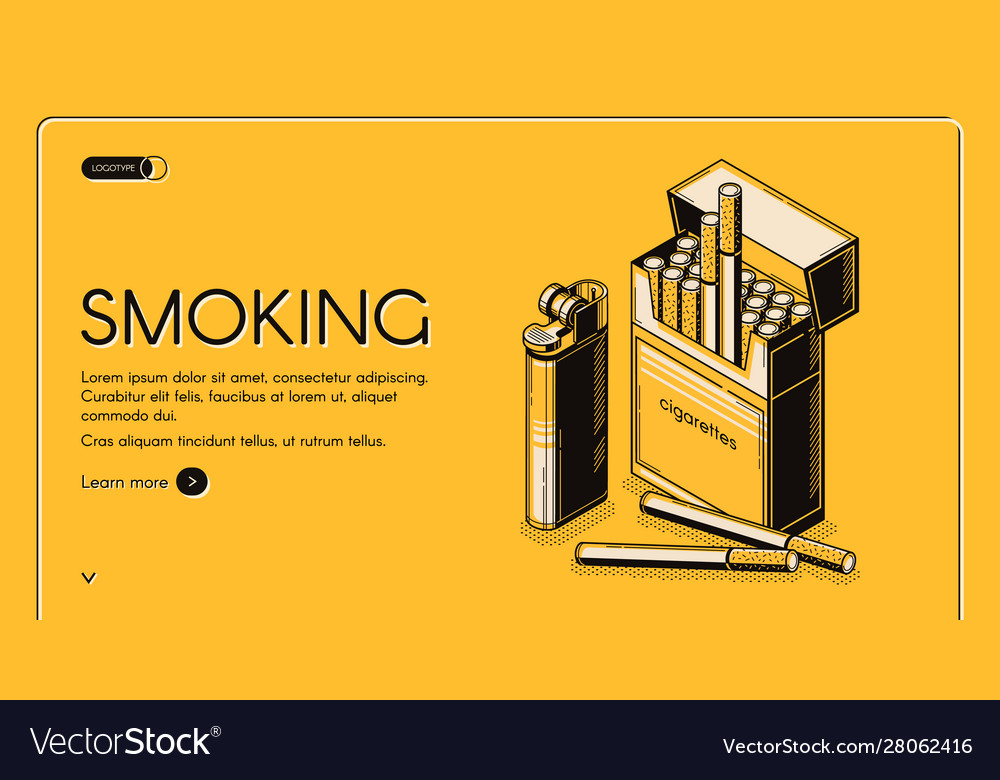 LOGOTYPE
SMOKING
Lorem ipsum dolor sit amet, consectetur adipiscing.
Curabitur elit felis, faucibus at lorem ut, aliquet
commodo dui.
Cras aliquam tincidunt tellus, ut rutrum tellus.
Learn more
cigarettes
VectorStock®
VectorStock.com/28062416